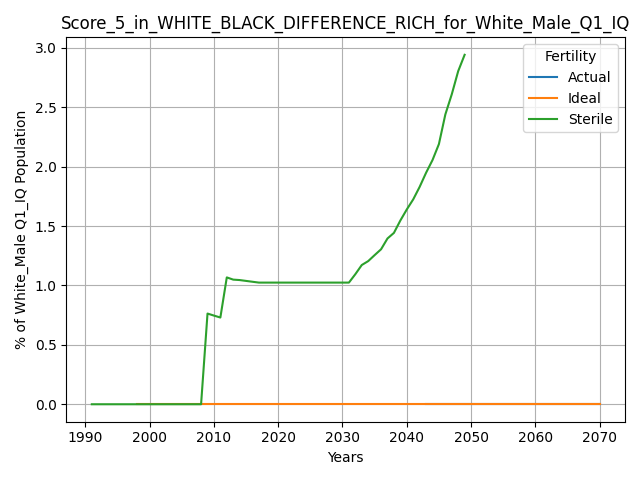 Score_5_in_WHITE_BLACK_DIFFERENCE_RICH_for_White_Male_Q1_IQ
% of White_Male Q1_IQ Population
3.0
2.5
2.0
1.5
1.0
0.5
0.0
Fertility
Actual
Ideal
Sterile
1990 2000 2010 2020 2030 2040 2050 2060 2070
Years